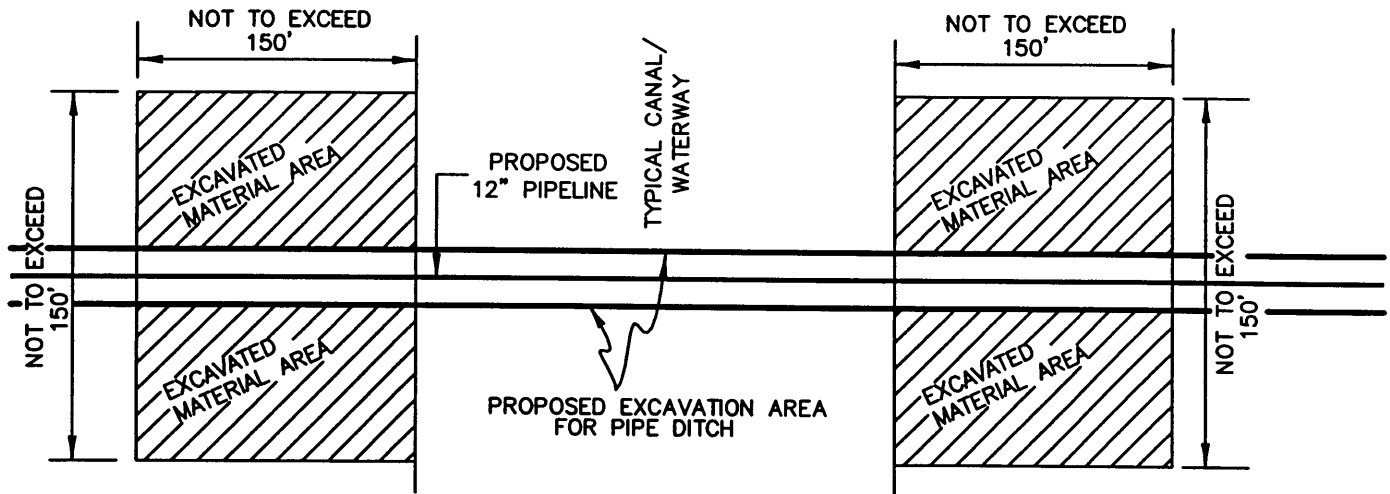 NOT TO EXCEED
150'
NOT TO EXCEED
150'
TYPICAL CANAL/
WATERWAY
EXCAVATED
MATERIAL AREA
PROPOSED
12" PIPELINE
EXCAVATED
MATERIAL AREA
NOT TO EXCEED
150'
NOT TO EXCEED
150'
EXCAVATED
MATERIAL AREA
EXCAVATED
MATERIAL AREA
PROPOSED EXCAVATION AREA
FOR PIPE DITCH